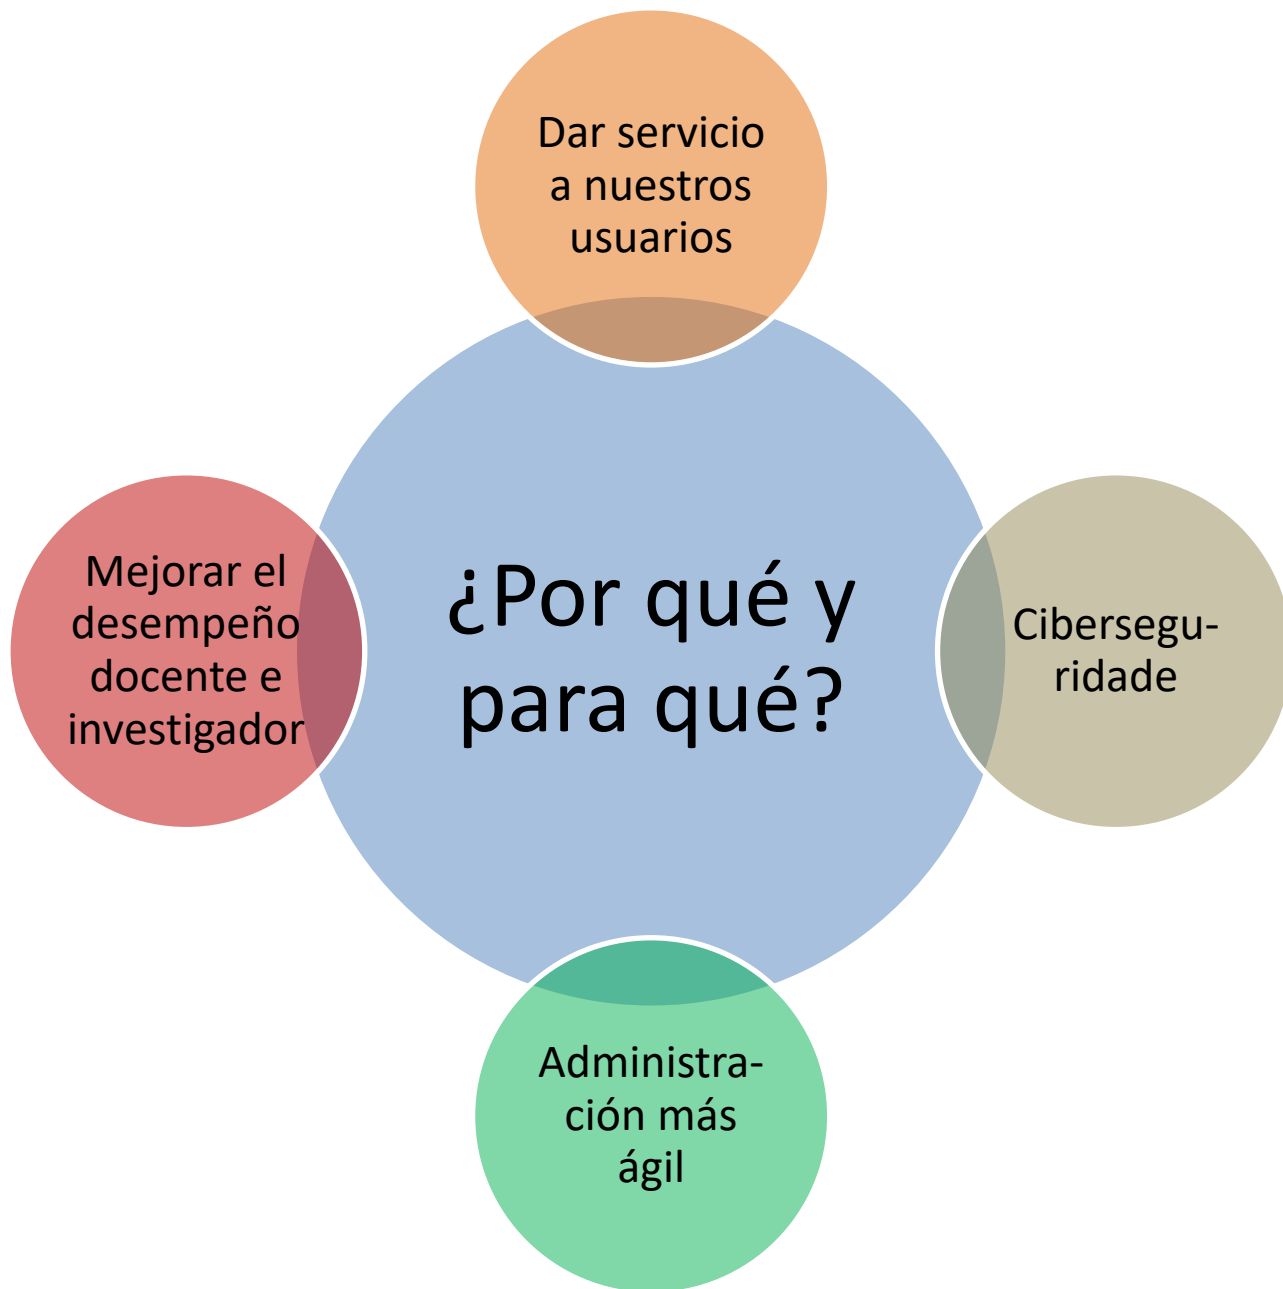 Dar servicio
a nuestros
usuarios
Mejorar el
desempeño
docente e
investigador
¿Por qué y
para qué?
Cibersegu-
ridade
Administra-
ción más
ágil